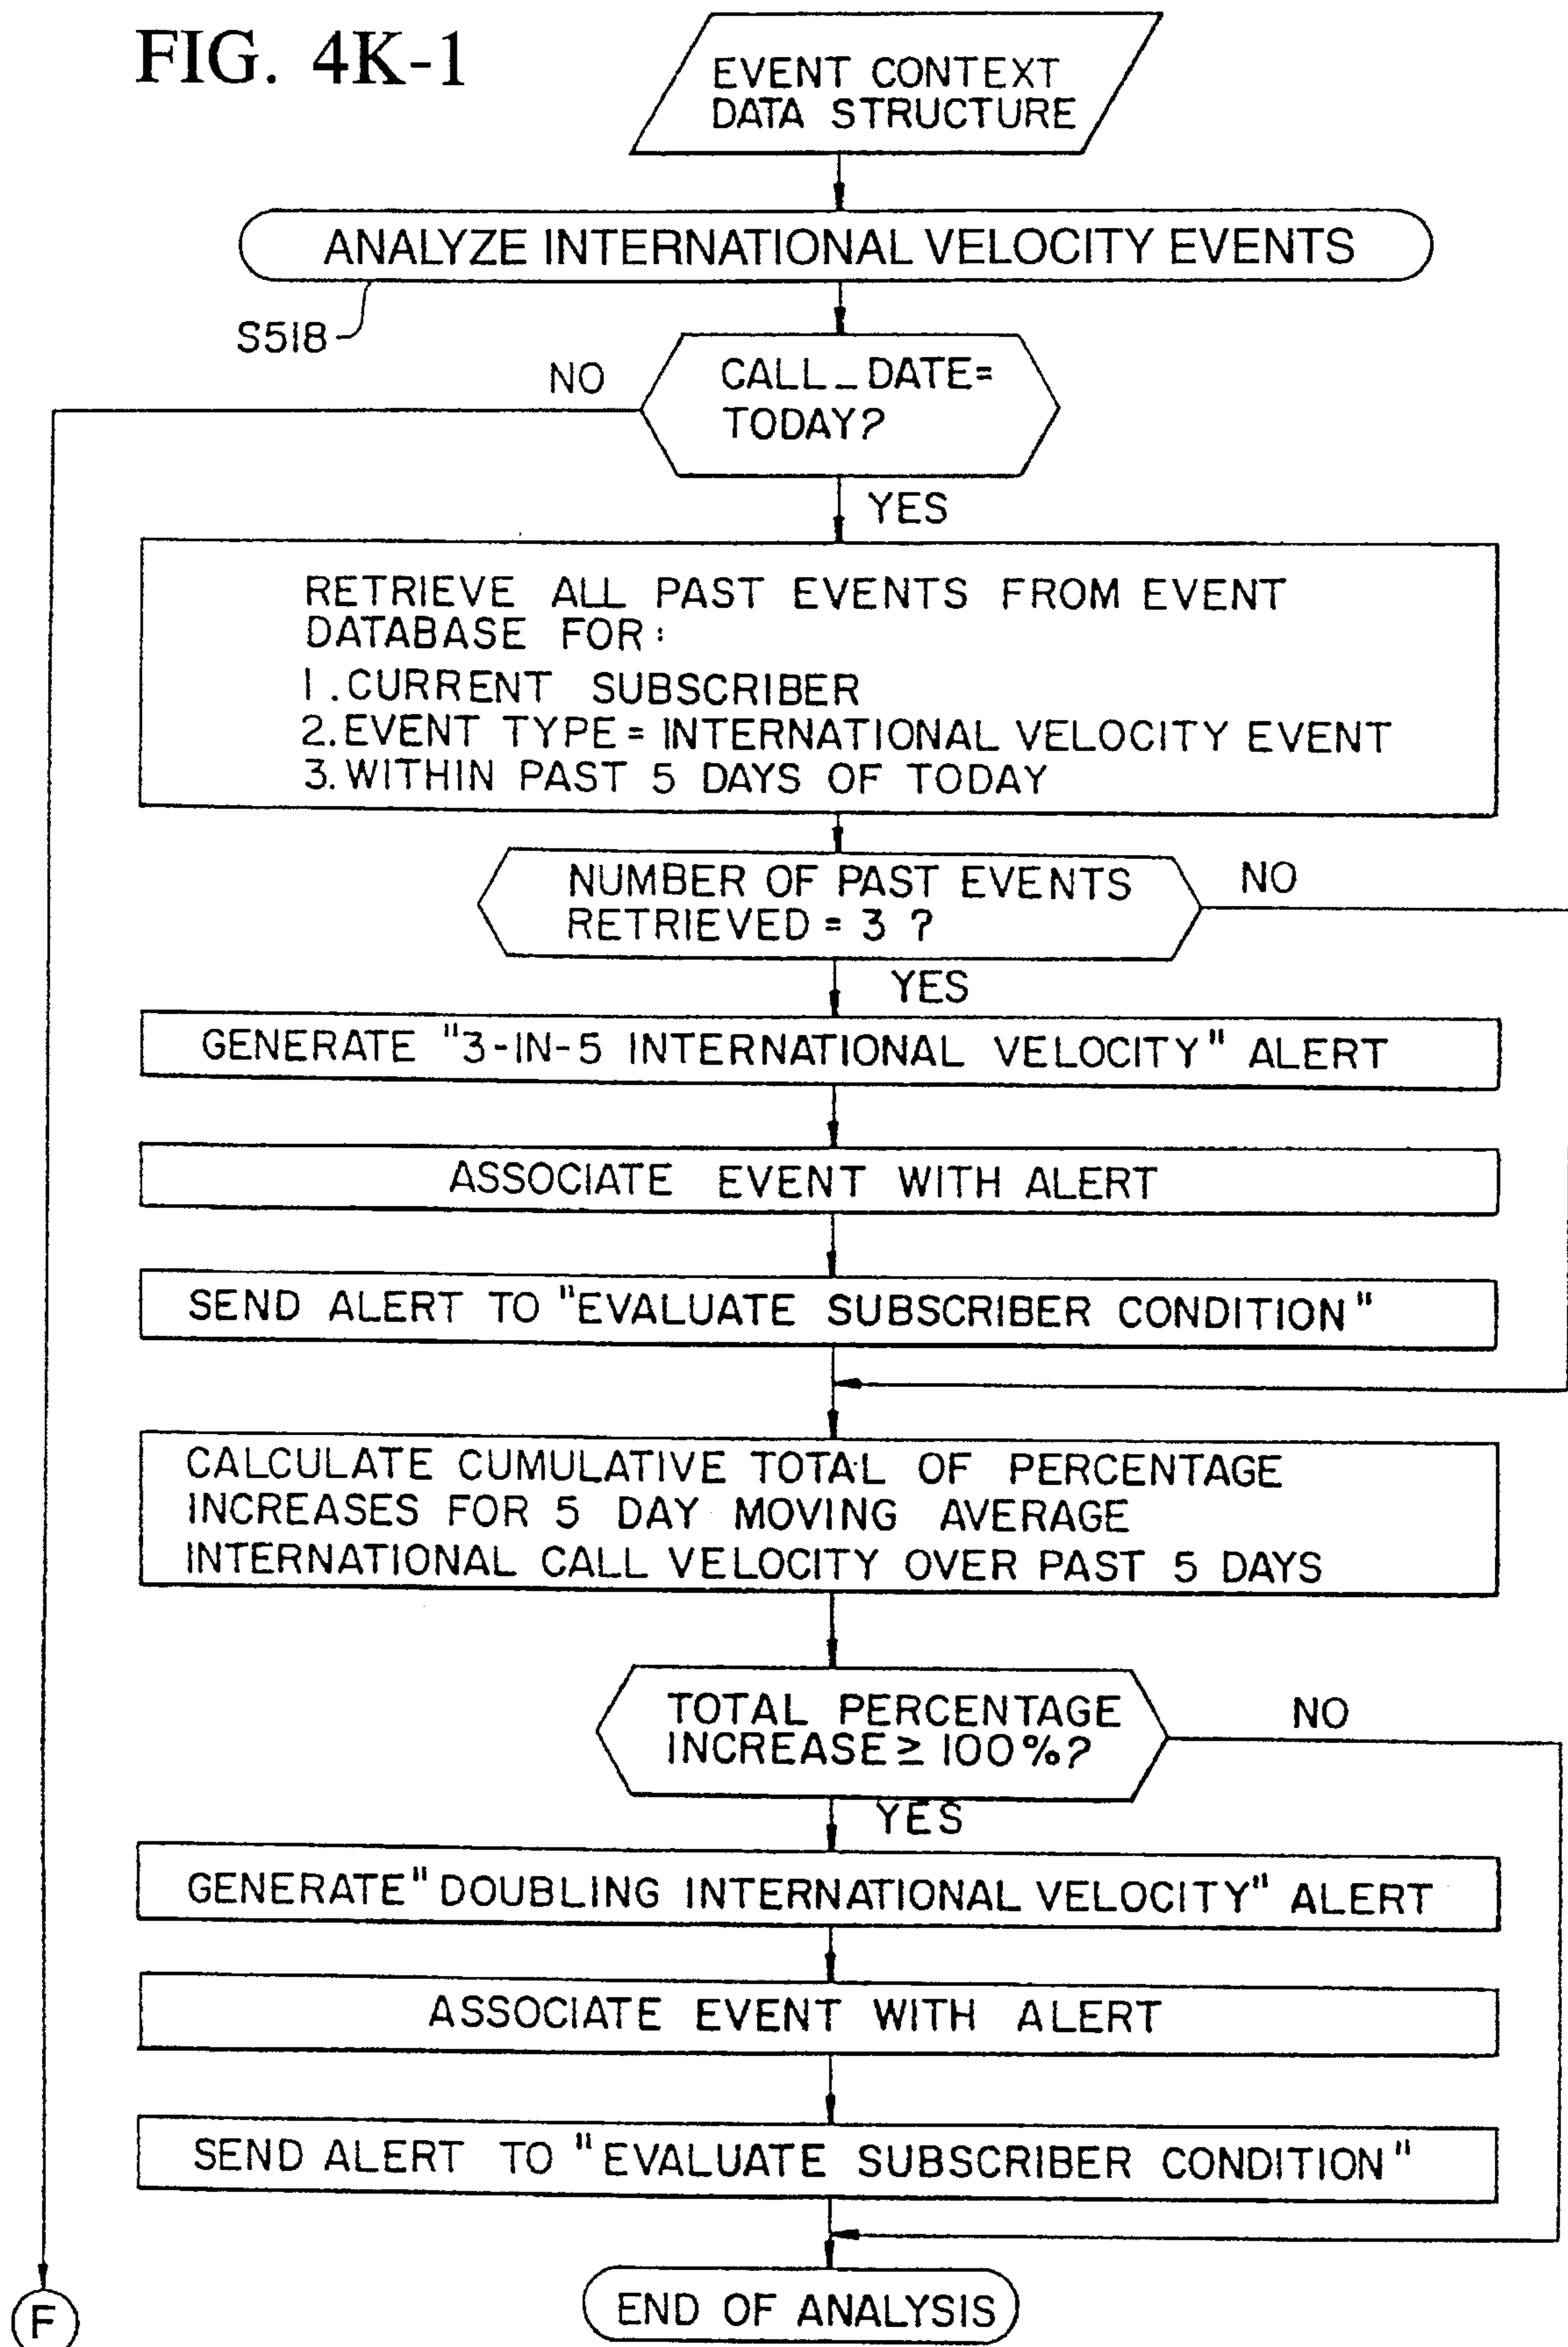 FIG. 4K-1
EVENT CONTEXT
DATA STRUCTURE
ANALYZE INTERNATIONAL VELOCITY EVENTS
S518
NO
CALL_DATE=
TODAY?
YES
RETRIEVE ALL PAST EVENTS FROM EVENT
DATABASE FOR:
1.CURRENT SUBSCRIBER
2.EVENT TYPE = INTERNATIONAL VELOCITY EVENT
3.WITHIN PAST 5 DAYS OF TODAY
NUMBER OF PAST EVENTS
RETRIEVED = 3 ?
NO
YES
GENERATE "3-IN-5 INTERNATIONAL VELOCITY" ALERT
ASSOCIATE EVENT WITH ALERT
SEND ALERT TO "EVALUATE SUBSCRIBER CONDITION"
CALCULATE CUMULATIVE TOTAL OF PERCENTAGE
INCREASES FOR 5 DAY MOVING AVERAGE
INTERNATIONAL CALL VELOCITY OVER PAST 5 DAYS
TOTAL PERCENTAGE
INCREASE ≥ 100%?
NO
YES
GENERATE "DOUBLING INTERNATIONAL VELOCITY" ALERT
ASSOCIATE EVENT WITH ALERT
SEND ALERT TO "EVALUATE SUBSCRIBER CONDITION"
END OF ANALYSIS
F